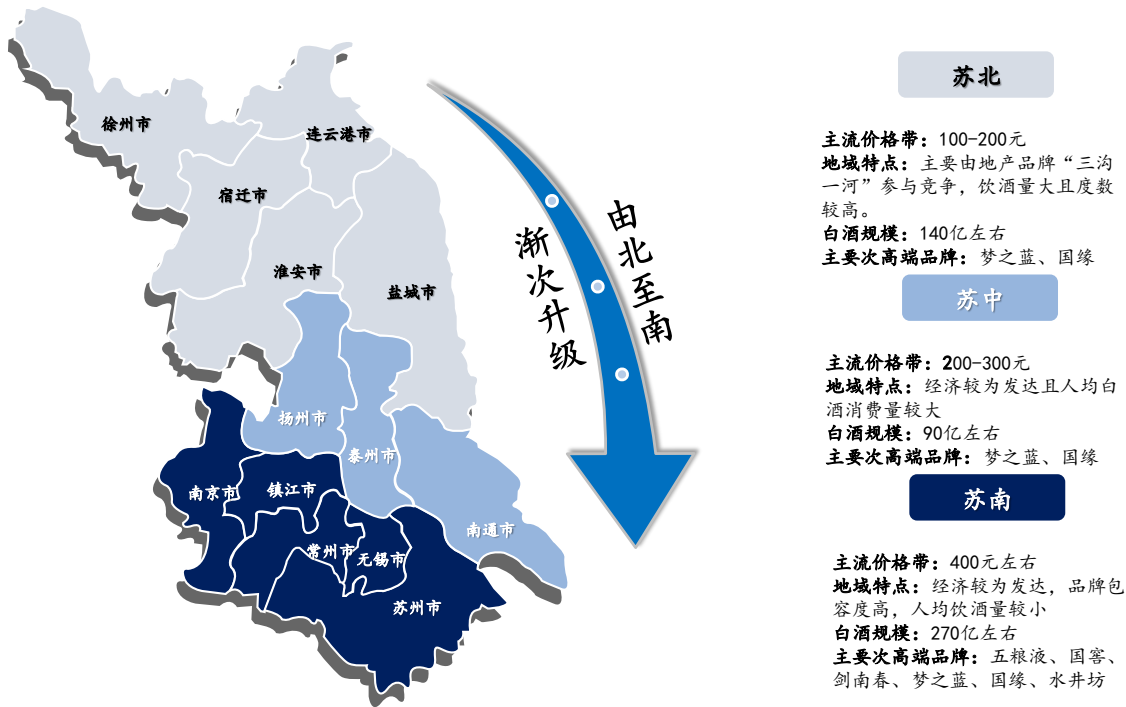 徐州市
连云港市
宿迁市
淮安市
盐城市
扬州市
泰州市
南通市
南京市
镇江市
常州市
无锡市
苏州市
由北至南
渐次升级
苏北
主流价格带：100-200元
地域特点：主要由地产品牌“三沟
一河”参与竞争，饮酒量大且度数
较高。
白酒规模：140亿左右
主要次高端品牌：梦之蓝、国缘
苏中
主流价格带：200-300元
地域特点：经济较为发达且人均白
酒消费量较大
白酒规模：90亿左右
主要次高端品牌：梦之蓝、国缘
苏南
主流价格带：400元左右
地域特点：经济较为发达，品牌包
容度高，人均饮酒量较小
白酒规模：270亿左右
主要次高端品牌：五粮液、国窖、
剑南春、梦之蓝、国缘、水井坊